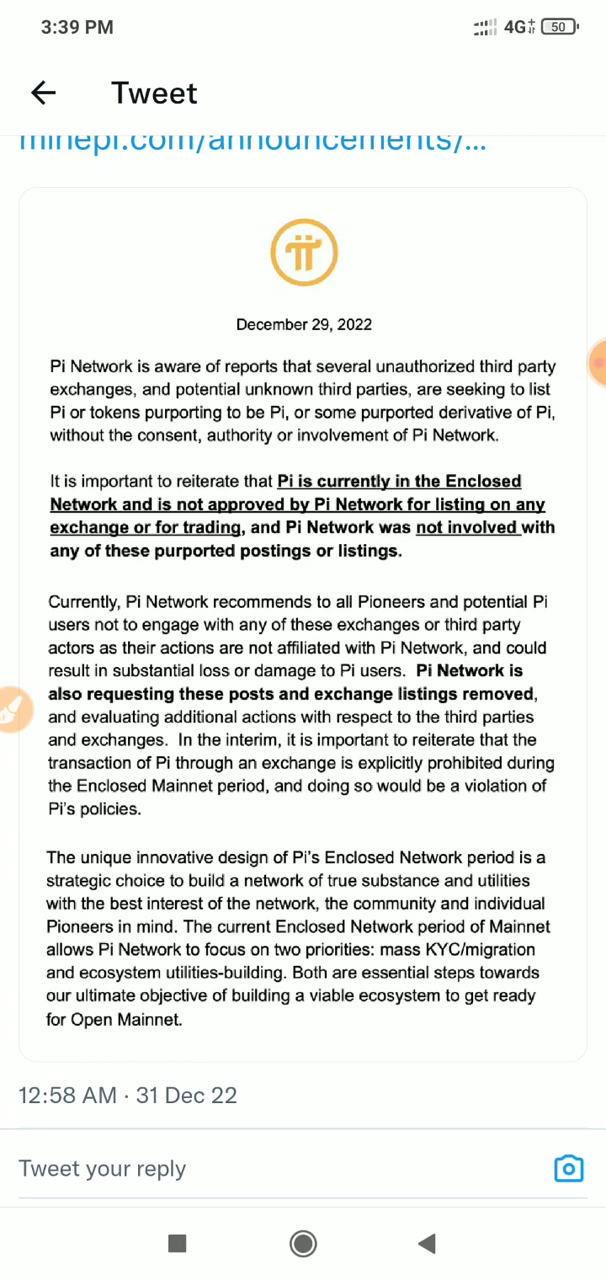 3:39 PM
4G+
50
Tweet
minepi.com/announcements/...
December 29, 2022
Pi Network is aware of reports that several unauthorized third party
exchanges, and potential unknown third parties, are seeking to list
Pi or tokens purporting to be Pi, or some purported derivative of Pi,
without the consent, authority or involvement of Pi Network.
It is important to reiterate that Pi is currently in the Enclosed
Network and is not approved by Pi Network for listing on any
exchange or for trading, and Pi Network was not involved with
any of these purported postings or listings.
Currently, Pi Network recommends to all Pioneers and potential Pi
users not to engage with any of these exchanges or third party
actors as their actions are not affiliated with Pi Network, and could
result in substantial loss or damage to Pi users. Pi Network is
also requesting these posts and exchange listings removed,
and evaluating additional actions with respect to the third parties
and exchanges. In the interim, it is important to reiterate that the
transaction of Pi through an exchange is explicitly prohibited during
the Enclosed Mainnet period, and doing so would be a violation of
Pi's policies.
The unique innovative design of Pi's Enclosed Network period is a
strategic choice to build a network of true substance and utilities
with the best interest of the network, the community and individual
Pioneers in mind. The current Enclosed Network period of Mainnet
allows Pi Network to focus on two priorities: mass KYC/migration
and ecosystem utilities-building. Both are essential steps towards
our ultimate objective of building a viable ecosystem to get ready
for Open Mainnet.
12:58 AM · 31 Dec 22
Tweet your reply